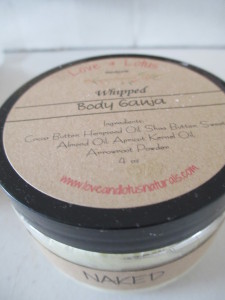 Love & Lotus
Whipped
Body Ganja
Ingredients:
Cocoa Butter Hempseed Oil Shea Butter Sweet
Almond Oil Apricot Kernel Oil
Arrowroot Powder
4 oz
www.loveandlotusnaturals.com
NAKED